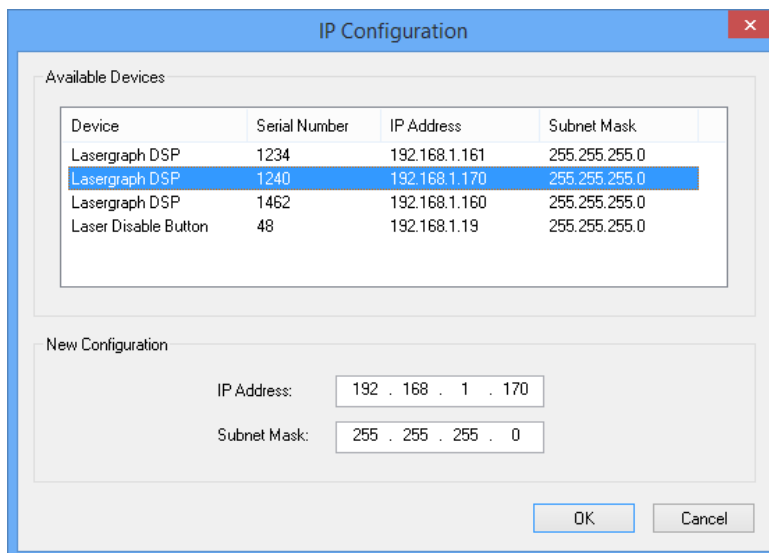 IP Configuration
Available Devices
Device Serial Number IP Address Subnet Mask
Lasergraph DSP 1234 192.168.1.161 255.255.255.0
Lasergraph DSP 1240 192.168.1.170 255.255.255.0
Lasergraph DSP 1462 192.168.1.160 255.255.255.0
Laser Disable Button 48 192.168.1.19 255.255.255.0
New Configuration
IP Address: 192 . 168 . 1 . 170
Subnet Mask: 255 . 255 . 255 . 0
OK Cancel